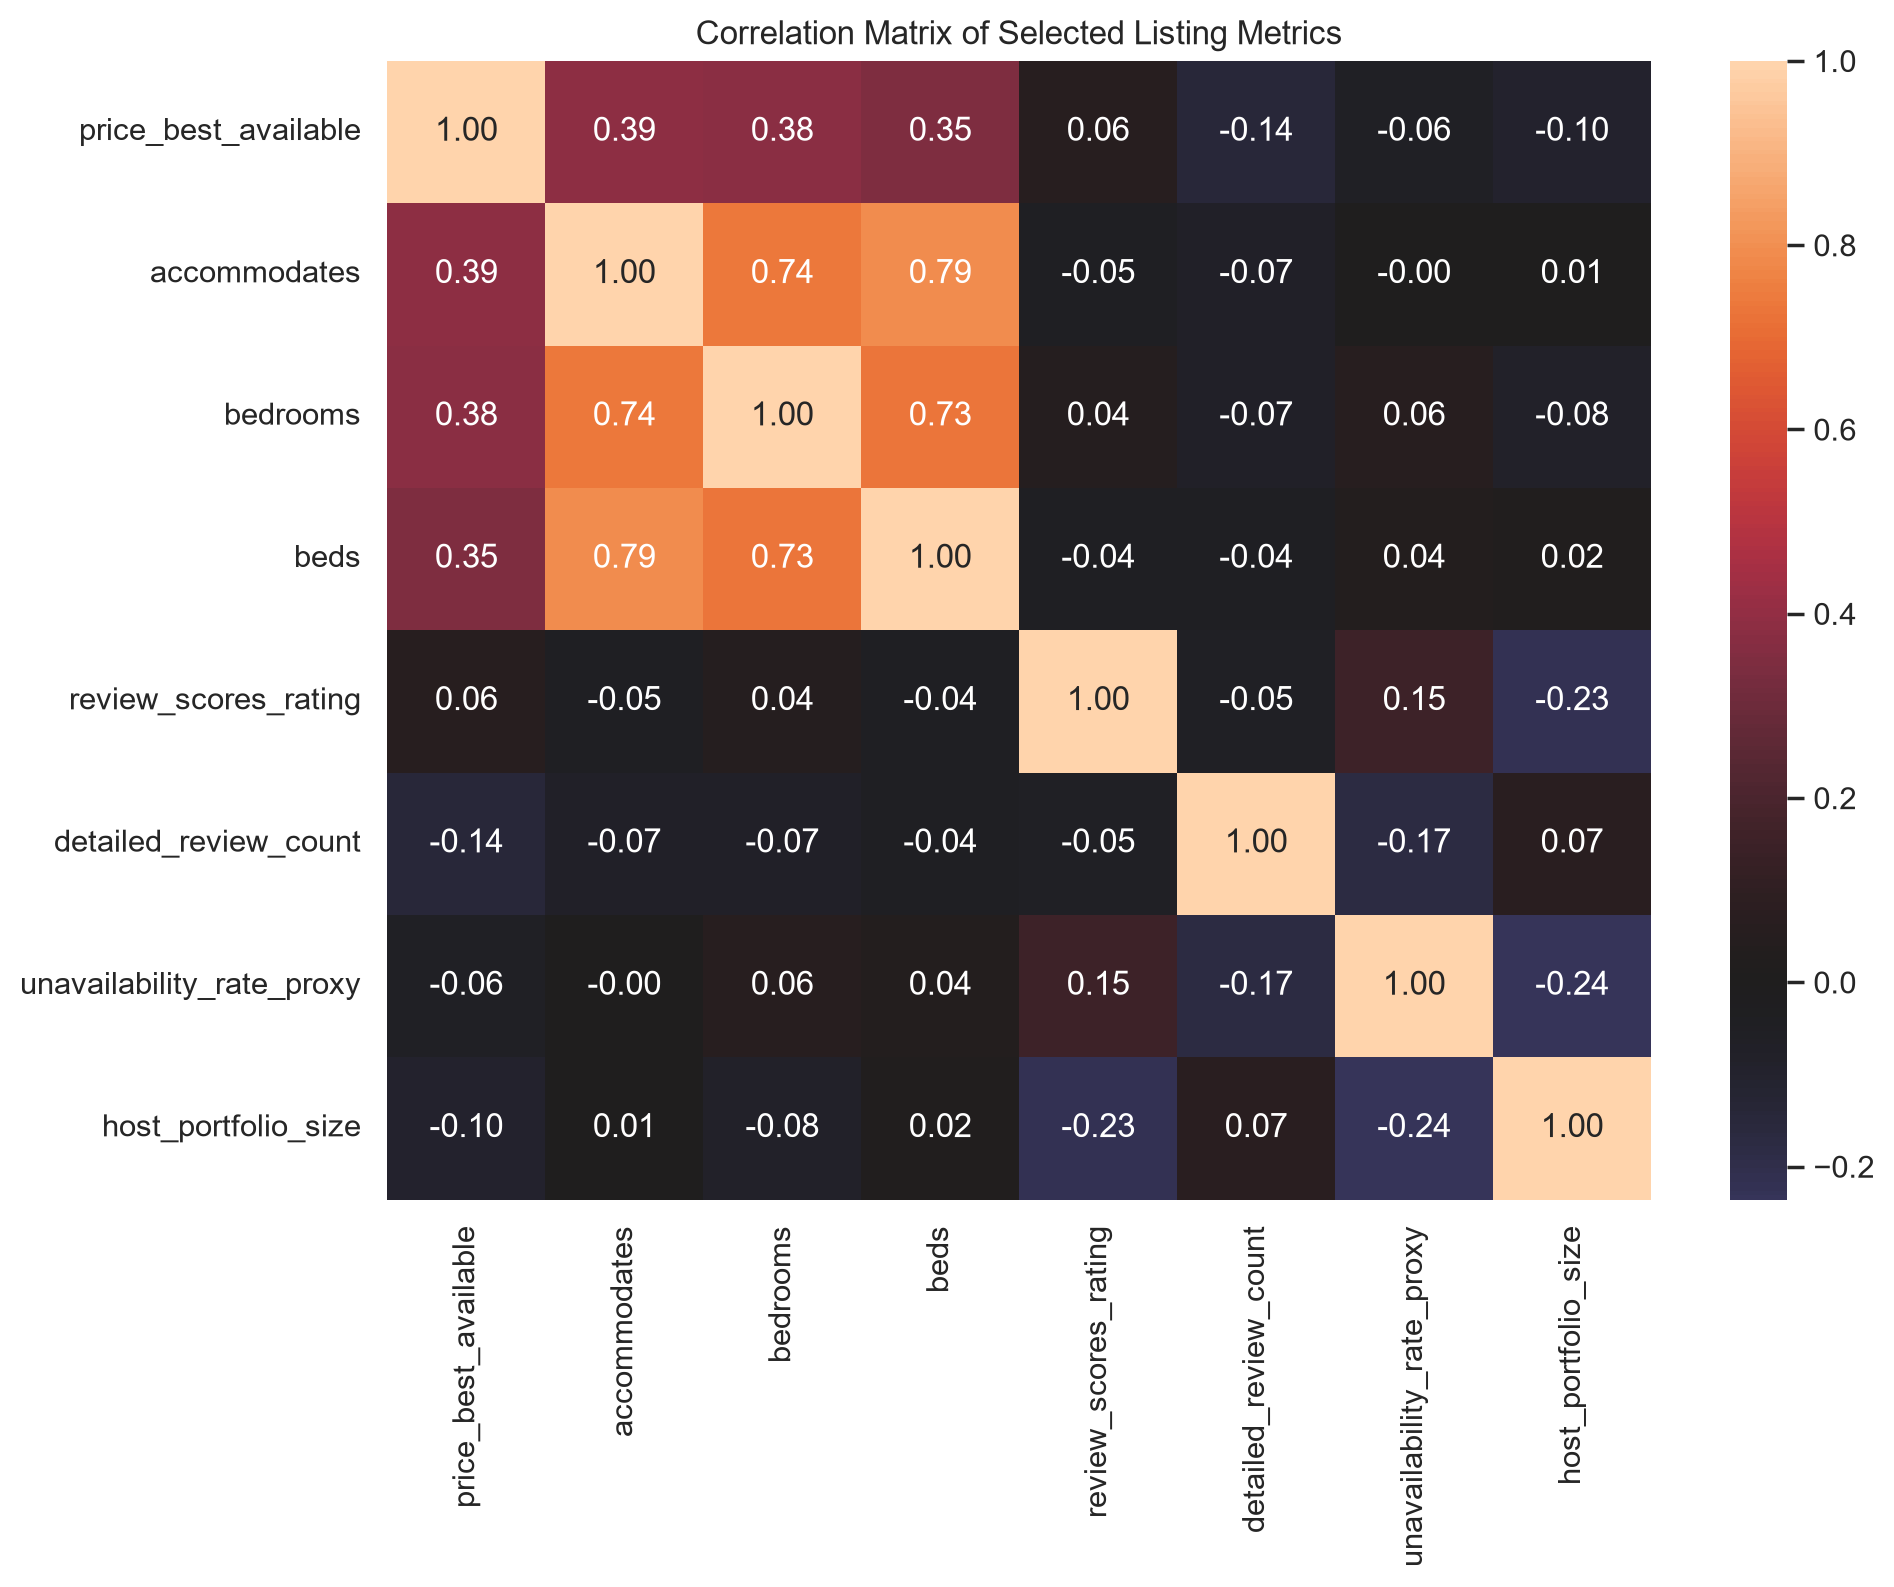 Correlation Matrix of Selected Listing Metrics
price_best_available 1.00 0.39 0.38 0.35 0.06 -0.14 -0.06 -0.10
accommodates 0.39 1.00 0.74 0.79 -0.05 -0.07 -0.00 0.01
bedrooms 0.38 0.74 1.00 0.73 0.04 -0.07 0.06 -0.08
beds 0.35 0.79 0.73 1.00 -0.04 -0.04 0.04 0.02
review_scores_rating 0.06 -0.05 0.04 -0.04 1.00 -0.05 0.15 -0.23
detailed_review_count -0.14 -0.07 -0.07 -0.04 -0.05 1.00 -0.17 0.07
unavailability_rate_proxy -0.06 -0.00 0.06 0.04 0.15 -0.17 1.00 -0.24
host_portfolio_size -0.10 0.01 -0.08 0.02 -0.23 0.07 -0.24 1.00
price_best_available
accommodates
bedrooms
beds
review_scores_rating
detailed_review_count
unavailability_rate_proxy
host_portfolio_size
1.0
0.8
0.6
0.4
0.2
0.0
−0.2